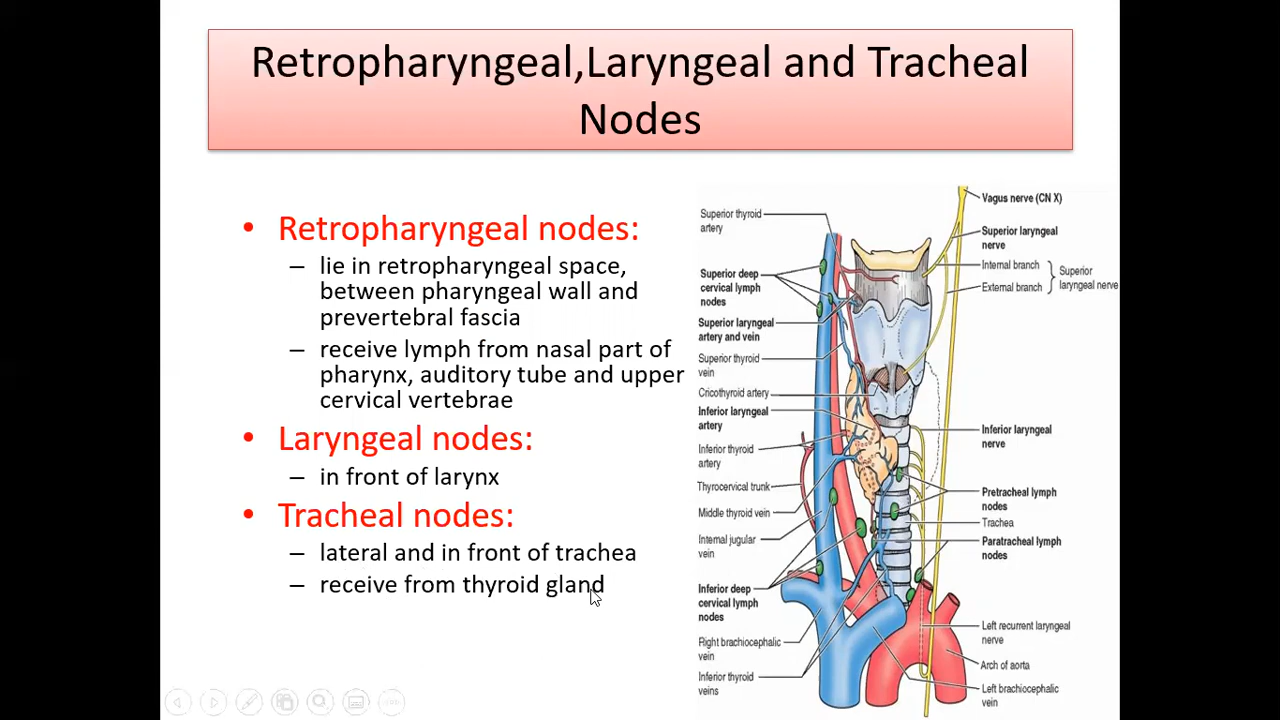 Retropharyngeal,Laryngeal and Tracheal
Nodes
• Retropharyngeal nodes:
– lie in retropharyngeal space,
between pharyngeal wall and
prevertebral fascia
– receive lymph from nasal part of
pharynx, auditory tube and upper
cervical vertebrae
• Laryngeal nodes:
– in front of larynx
• Tracheal nodes:
– lateral and in front of trachea
– receive from thyroid gland
Superior thyroid
artery
Superior deep
cervical lymph
nodes
Superior laryngeal
artery and vein
Superior thyroid
vein
Cricothyroid artery
Inferior laryngeal
artery
Inferior thyroid
artery
Thyrocervical trunk
Middle thyroid vein
Internal jugular
vein
Inferior deep
cervical lymph
nodes
Right brachiocephalic
vein
Inferior thyroid
veins
Vagus nerve (CN X)
Superior laryngeal
nerve
Internal branch
External branch
Superior
laryngeal nerve
Inferior laryngeal
nerve
Pretracheal lymph
nodes
Trachea
Paratracheal lymph
nodes
Left recurrent laryngeal
nerve
Arch of aorta
Left brachiocephalic
vein